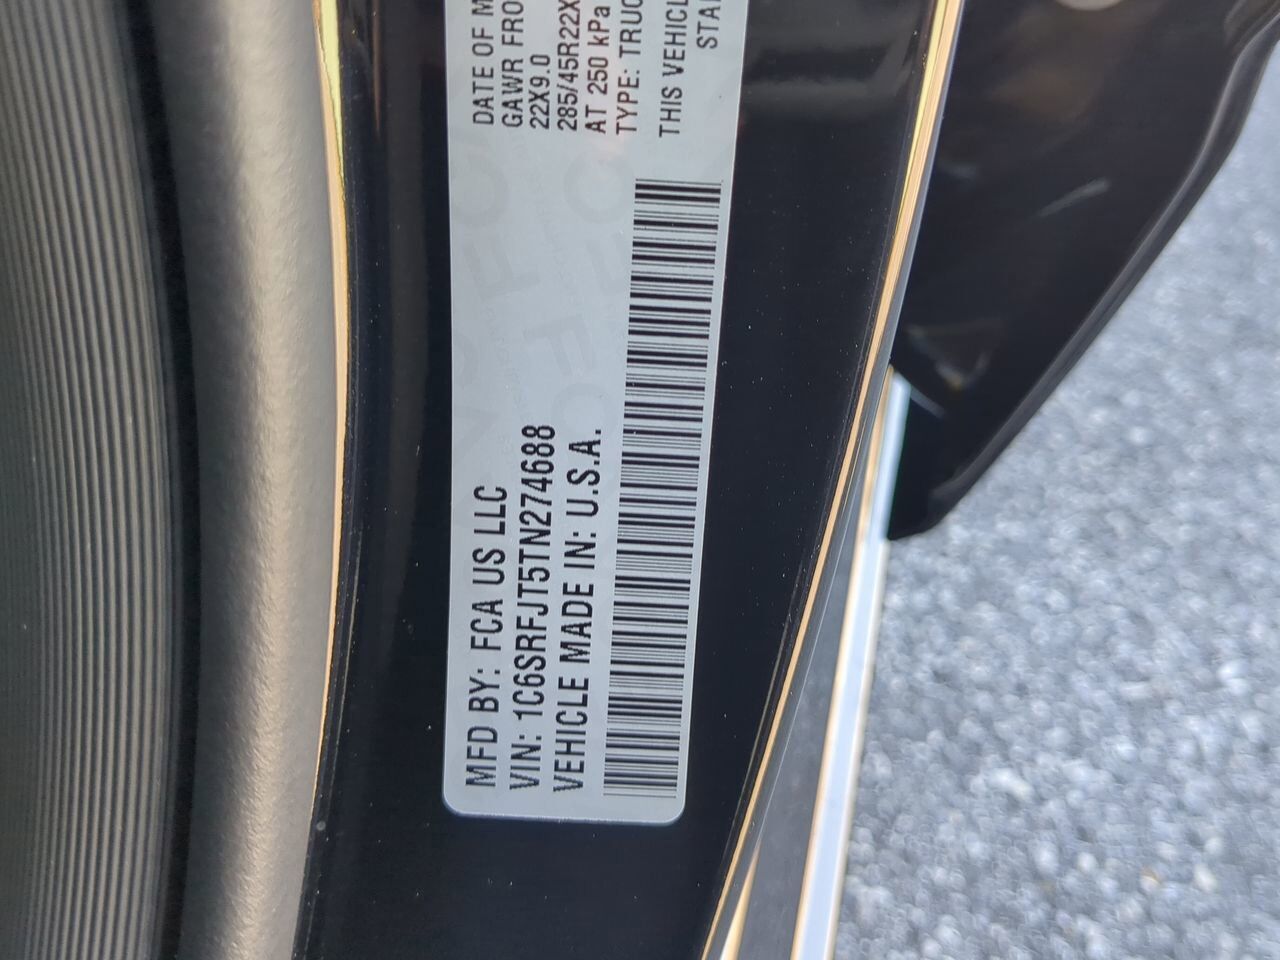 MFD BY: FCA US LLC
VIN: 1C6SRFJT5TN274688
VEHICLE MADE IN: U.S.A.
DATE OF M
GAWR FRO
22X9.0
285/45R22X
AT 250 kPa
TYPE: TRUC
THIS VEHICL
STA